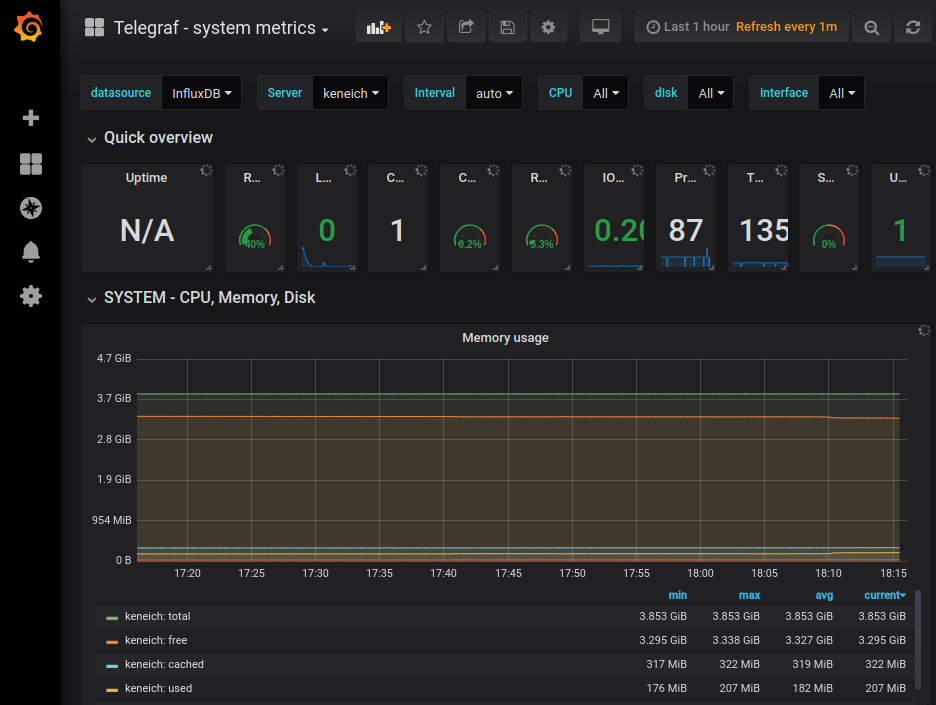 Telegraf - system metrics
Last 1 hour Refresh every 1m
datasource InfluxDB Server keneich Interval auto CPU All disk All interface All
Quick overview
Uptime R... L... C... C... R... IO... Pr... T... S... U...
N/A 40% 0 1 0.2% 5.3% 0.20 87 135 0% 1
SYSTEM - CPU, Memory, Disk
Memory usage
4.7 GiB
3.7 GiB
2.8 GiB
1.9 GiB
954 MiB
0 B
17:20 17:25 17:30 17:35 17:40 17:45 17:50 17:55 18:00 18:05 18:10 18:15
min max avg current
keneich: total 3.853 GiB 3.853 GiB 3.853 GiB 3.853 GiB
keneich: free 3.295 GiB 3.338 GiB 3.327 GiB 3.295 GiB
keneich: cached 317 MiB 322 MiB 319 MiB 322 MiB
keneich: used 176 MiB 207 MiB 182 MiB 207 MiB